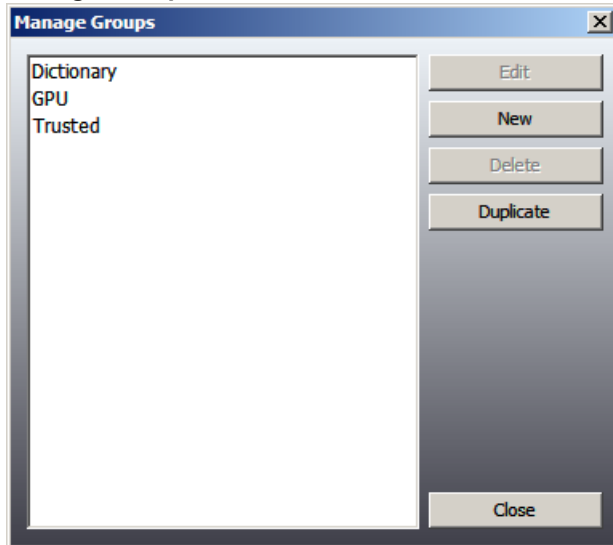 Manage Groups
Dictionary
GPU
Trusted
Edit
New
Delete
Duplicate
Close